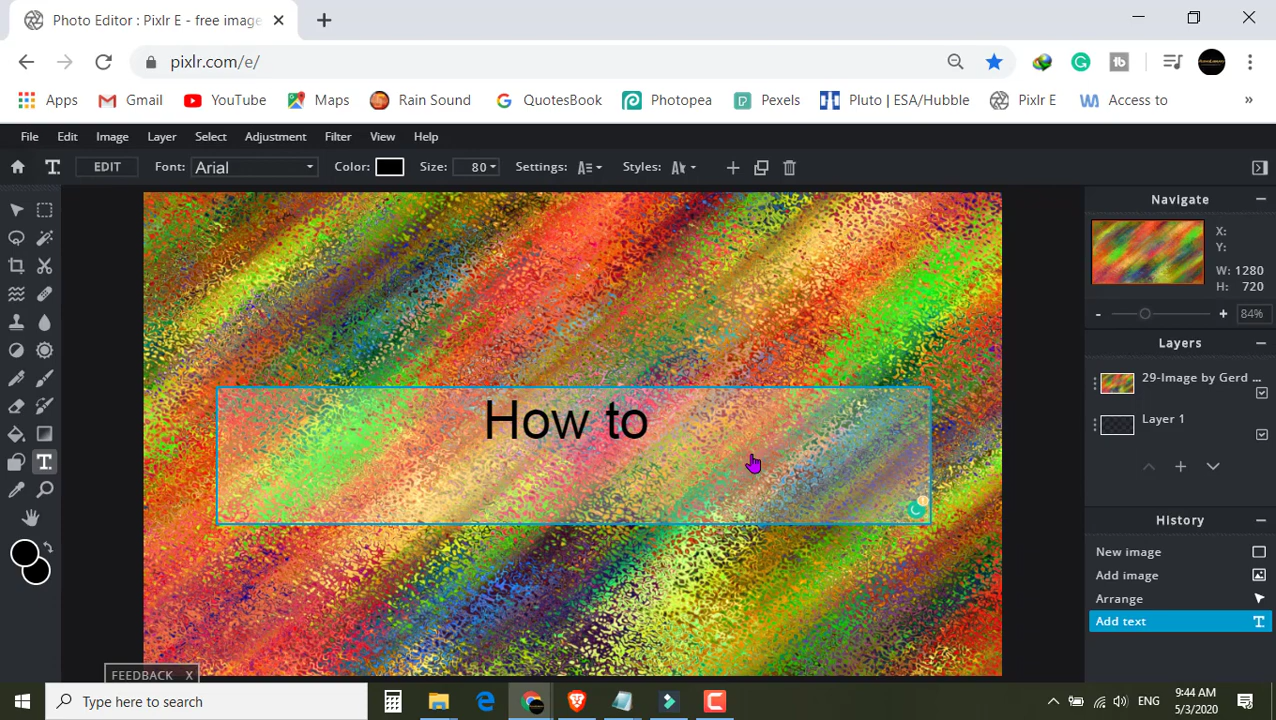 Photo Editor : Pixlr E - free image
pixlr.com/e/
Apps Gmail YouTube Maps Rain Sound QuotesBook Photopea Pexels Pluto | ESA/Hubble Pixlr E Access to »
File Edit Image Layer Select Adjustment Filter View Help
EDIT Font: Arial Color: Size: 80 Settings: Styles:
Navigate
X:
Y:
W: 1280
H: 720
- + 84%
Layers
29-Image by Gerd ...
Layer 1
How to
History
New image
Add image
Arrange
Add text
FEEDBACK X
Type here to search
ENG
9:44 AM
5/3/2020